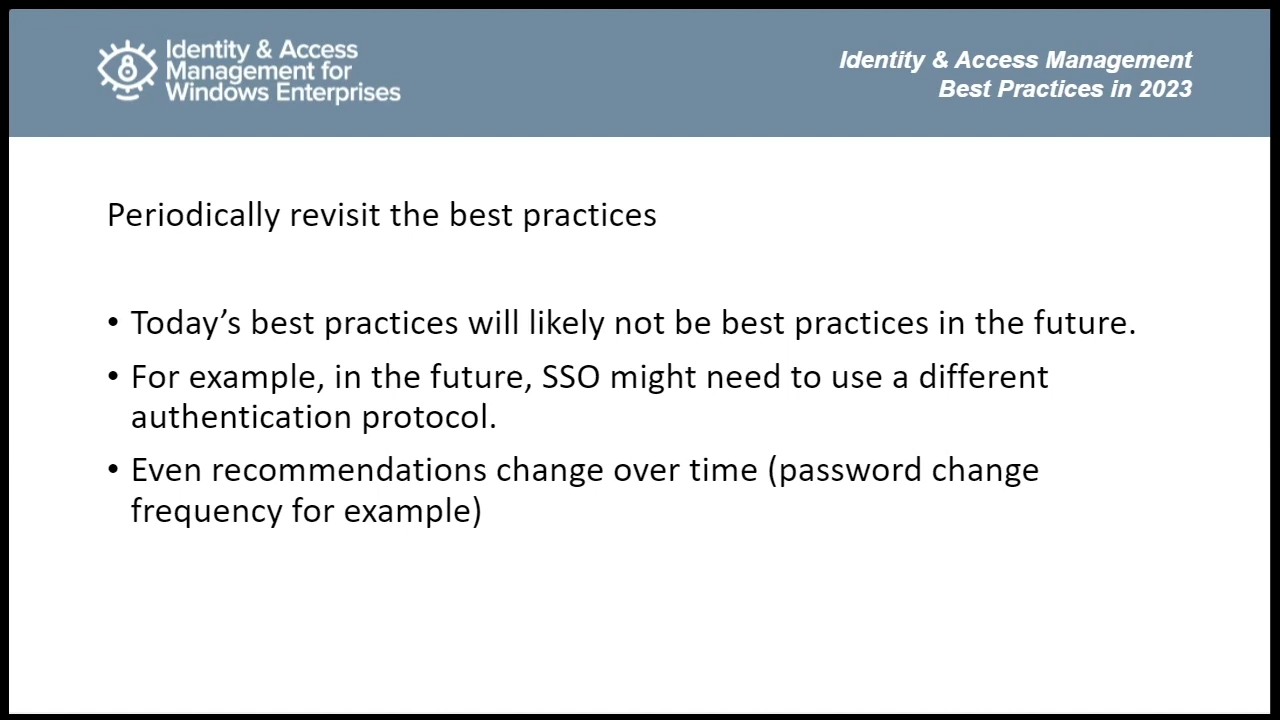 Identity & Access
Management for
Windows Enterprises
Identity & Access Management
Best Practices in 2023
Periodically revisit the best practices
• Today’s best practices will likely not be best practices in the future.
• For example, in the future, SSO might need to use a different
authentication protocol.
• Even recommendations change over time (password change
frequency for example)